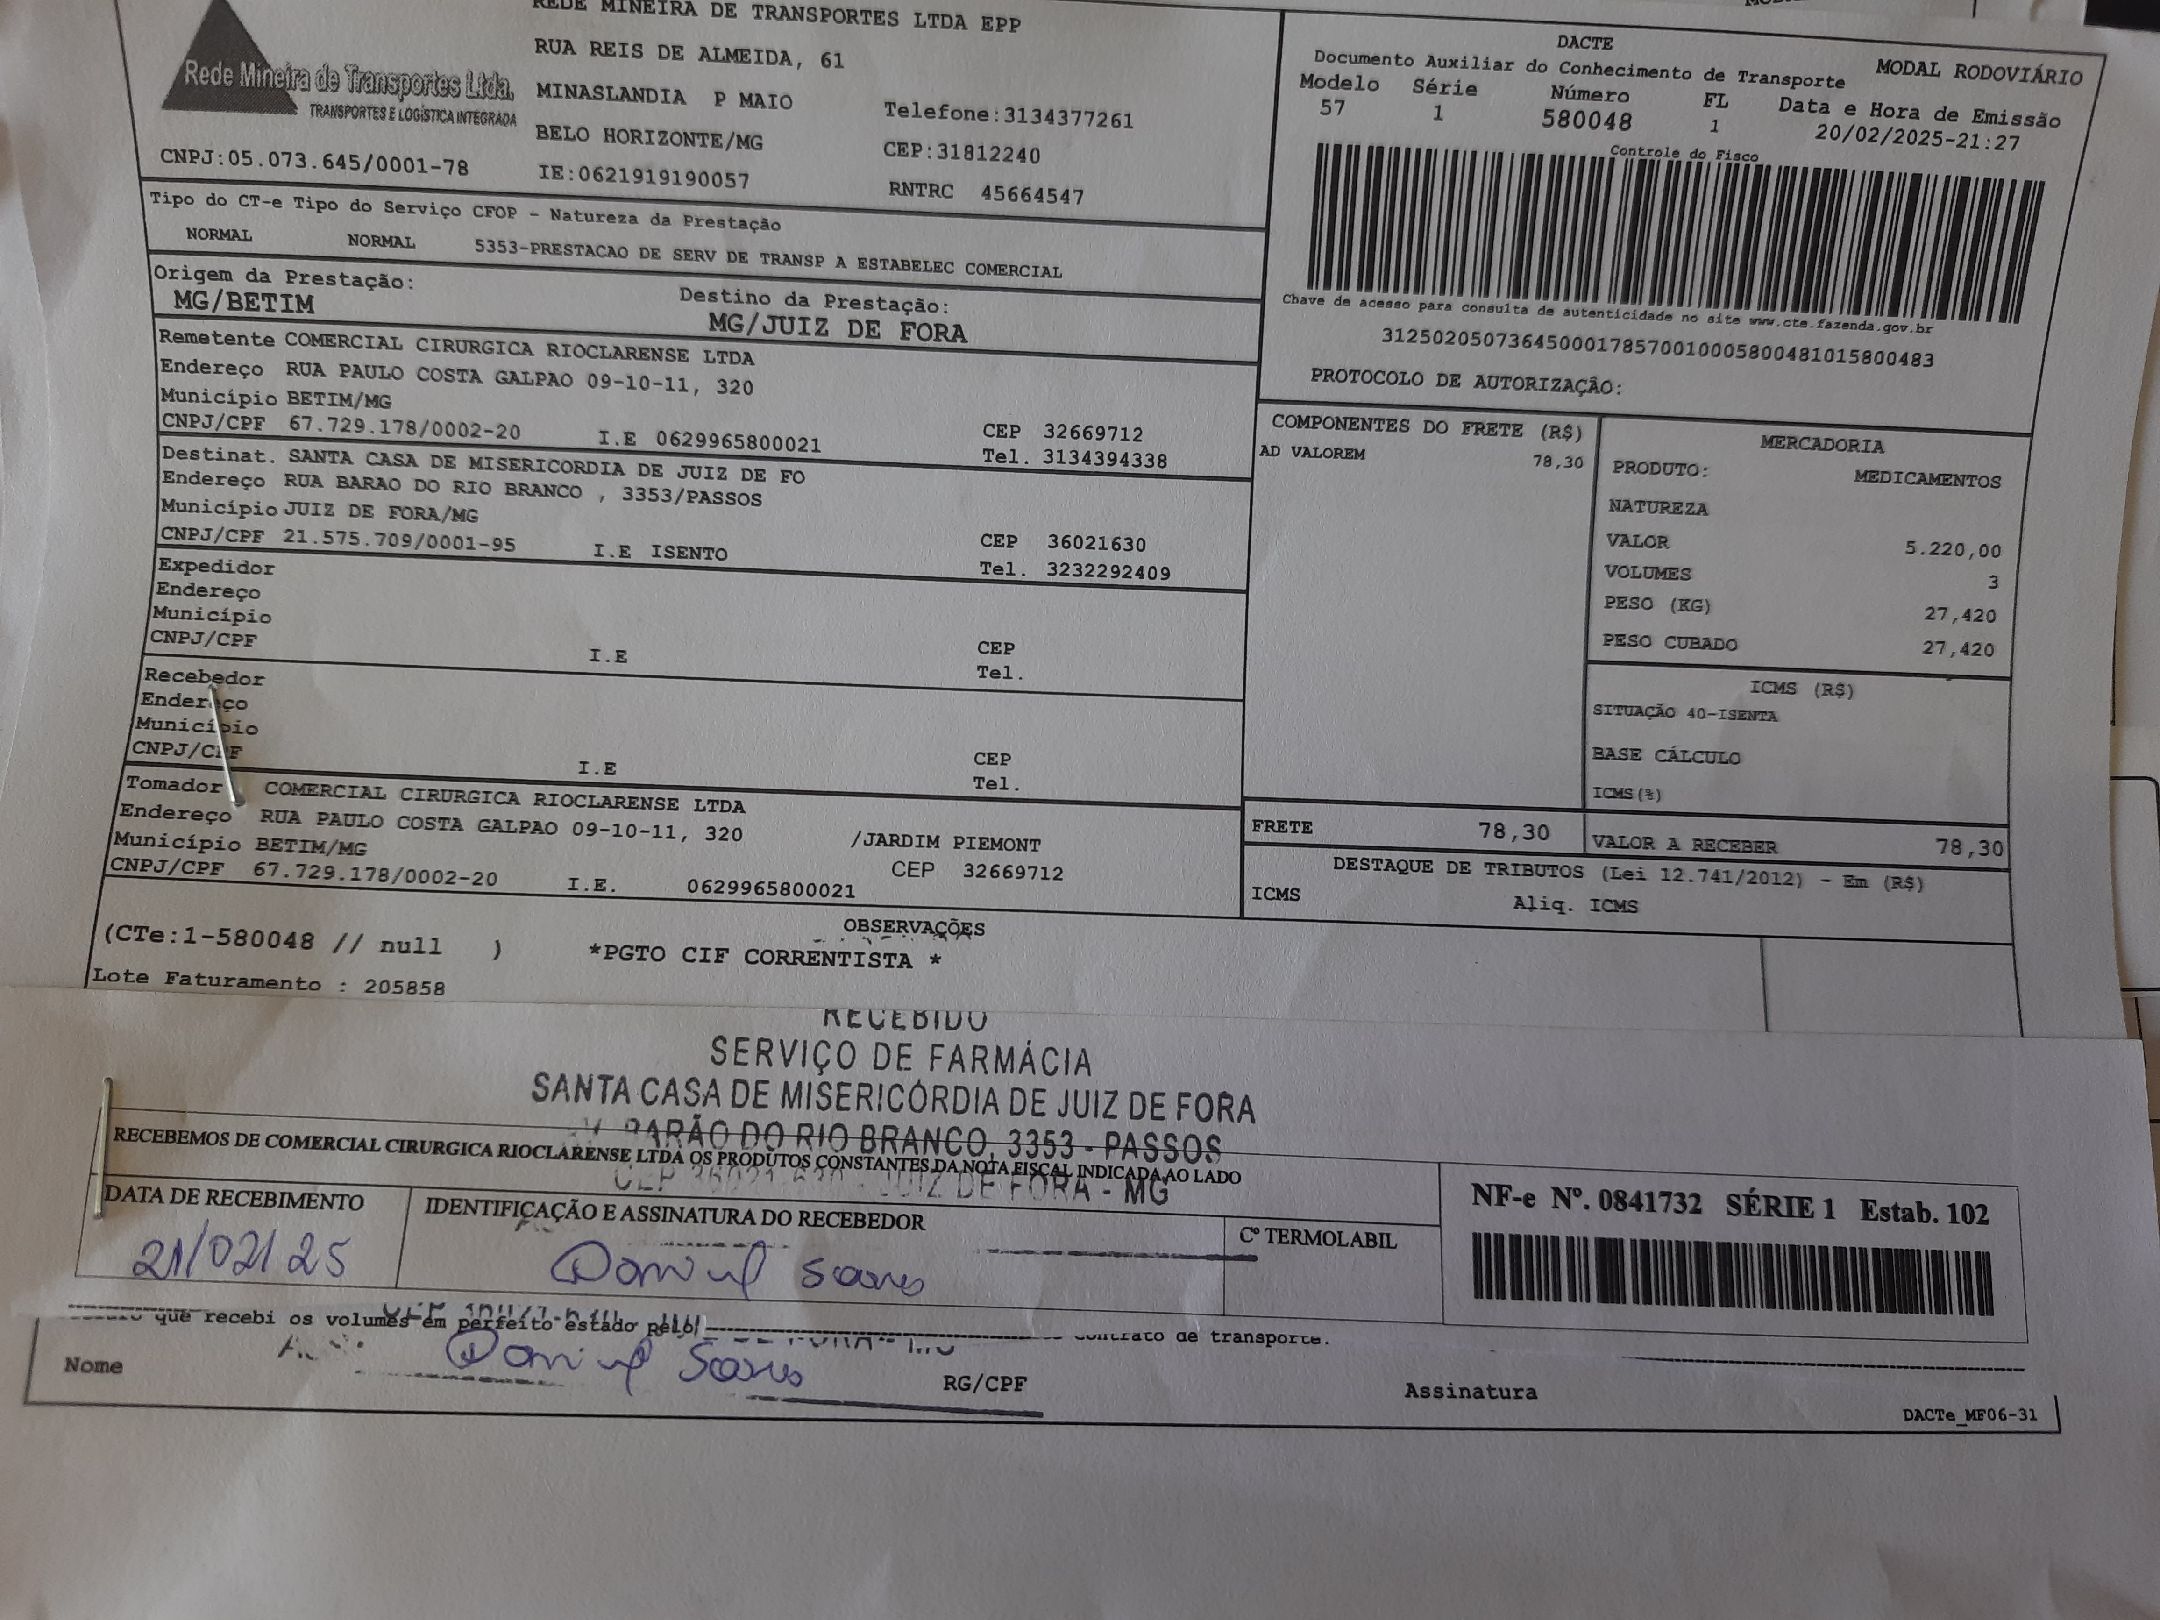 REDE MINEIRA DE TRANSPORTES LTDA EPP
Rede Mineira de Transportes Ltda.
TRANSPORTES E LOGÍSTICA INTEGRADA
RUA REIS DE ALMEIDA, 61
MINASLANDIA P MAIO
Telefone:3134377261
BELO HORIZONTE/MG
CEP:31812240
CNPJ:05.073.645/0001-78
IE:0621919190057
RNTRC 45664547
DACTE
Documento Auxiliar do Conhecimento de Transporte
MODAL RODOVIÁRIO
Modelo Série Número FL Data e Hora de Emissão
57 1 580048 1 20/02/2025-21:27
Controle do Fisco
Chave de acesso para consulta de autenticidade no site www.cte.fazenda.gov.br
31250205073645000178570010005800481015800483
PROTOCOLO DE AUTORIZAÇÃO:
Tipo do CT-e Tipo do Serviço CFOP - Natureza da Prestação
NORMAL NORMAL 5353-PRESTACAO DE SERV DE TRANSP A ESTABELEC COMERCIAL
Origem da Prestação: Destino da Prestação:
MG/BETIM MG/JUIZ DE FORA
Remetente COMERCIAL CIRURGICA RIOCLARENSE LTDA
Endereço RUA PAULO COSTA GALPAO 09-10-11, 320
Município BETIM/MG
CEP 32669712
CNPJ/CPF 67.729.178/0002-20 I.E 0629965800021 Tel. 3134394338
Destinat. SANTA CASA DE MISERICORDIA DE JUIZ DE FO
Endereço RUA BARAO DO RIO BRANCO , 3353/PASSOS
Município JUIZ DE FORA/MG
CEP 36021630
CNPJ/CPF 21.575.709/0001-95 I.E ISENTO Tel. 3232292409
Expedidor
Endereço
Município
CEP
CNPJ/CPF I.E Tel.
Recebedor
Endereço
Município
CEP
CNPJ/CPF I.E Tel.
Tomador COMERCIAL CIRURGICA RIOCLARENSE LTDA
Endereço RUA PAULO COSTA GALPAO 09-10-11, 320 /JARDIM PIEMONT
Município BETIM/MG CEP 32669712
CNPJ/CPF 67.729.178/0002-20 I.E. 0629965800021
COMPONENTES DO FRETE (R$)
AD VALOREM 78,30
MERCADORIA
PRODUTO: MEDICAMENTOS
NATUREZA
VALOR 5.220,00
VOLUMES 3
PESO (KG) 27,420
PESO CUBADO 27,420
ICMS (R$)
SITUAÇÃO 40-ISENTA
BASE CÁLCULO
ICMS(%)
FRETE 78,30 VALOR A RECEBER 78,30
DESTAQUE DE TRIBUTOS (Lei 12.741/2012) - Em (R$)
ICMS Aliq. ICMS
OBSERVAÇÕES
(CTe:1-580048 // null ) *PGTO CIF CORRENTISTA *
Lote Faturamento : 205858
RECEBIDO
SERVIÇO DE FARMÁCIA
SANTA CASA DE MISERICÓRDIA DE JUIZ DE FORA
AV. BARÃO DO RIO BRANCO, 3353 - PASSOS
CEP 36021-630 - JUIZ DE FORA - MG
RECEBEMOS DE COMERCIAL CIRURGICA RIOCLARENSE LTDA OS PRODUTOS CONSTANTES DA NOTA FISCAL INDICADA AO LADO
DATA DE RECEBIMENTO IDENTIFICAÇÃO E ASSINATURA DO RECEBEDOR Cº TERMOLABIL
21/02/25 Soares
NF-e Nº. 0841732 SÉRIE 1 Estab. 102
que recebi os volumes em perfeito estado pelo contrato de transporte.
Nome Soares RG/CPF Assinatura
DACTe_MF06-31